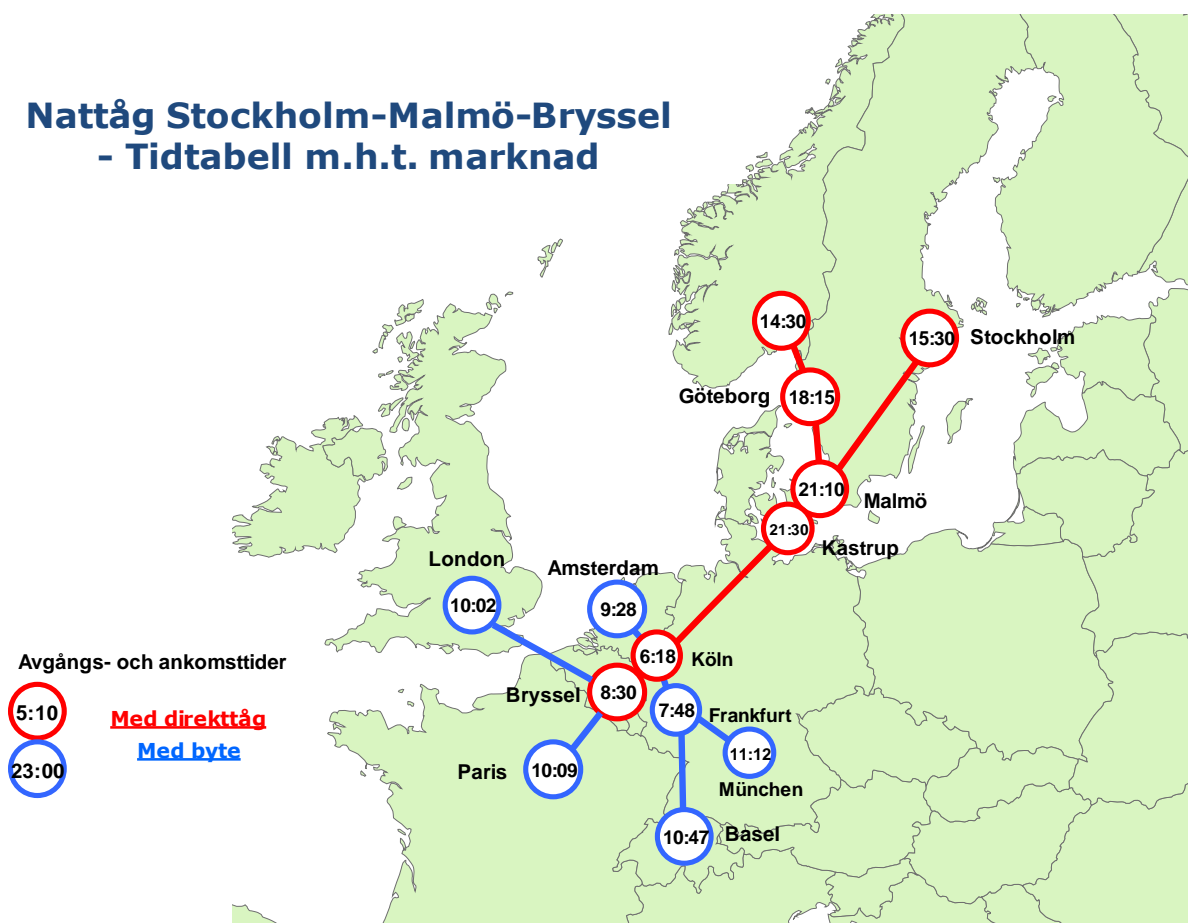 Nattåg Stockholm-Malmö-Bryssel
- Tidtabell m.h.t. marknad
14:30
15:30
Stockholm
Göteborg
18:15
21:10
Malmö
21:30
Kastrup
London
Amsterdam
10:02
9:28
6:18
Köln
Avgångs- och ankomsttider
Bryssel
8:30
7:48
Frankfurt
5:10
Med direkttåg
Med byte
23:00
11:12
München
Paris
10:09
10:47
Basel